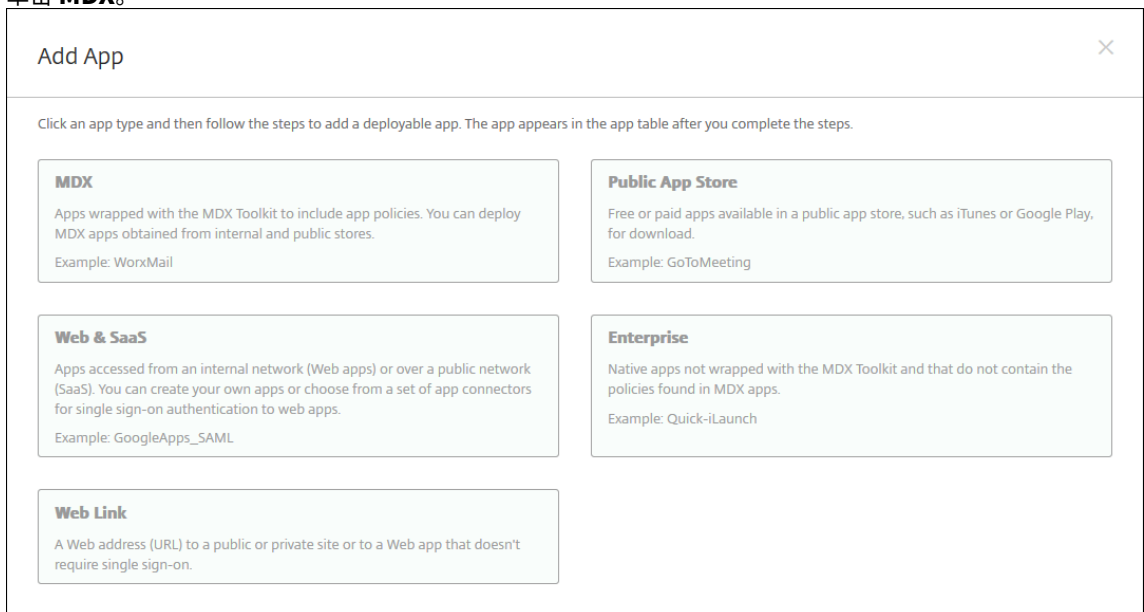 单击 MDX。
Add App
Click an app type and then follow the steps to add a deployable app. The app appears in the app table after you complete the steps.
MDX
Apps wrapped with the MDX Toolkit to include app policies. You can deploy
MDX apps obtained from internal and public stores.
Example: WorxMail
Public App Store
Free or paid apps available in a public app store, such as iTunes or Google Play,
for download.
Example: GoToMeeting
Web & SaaS
Apps accessed from an internal network (Web apps) or over a public network
(SaaS). You can create your own apps or choose from a set of app connectors
for single sign-on authentication to web apps.
Example: GoogleApps_SAML
Enterprise
Native apps not wrapped with the MDX Toolkit and that do not contain the
policies found in MDX apps.
Example: Quick-iLaunch
Web Link
A Web address (URL) to a public or private site or to a Web app that doesn't
require single sign-on.